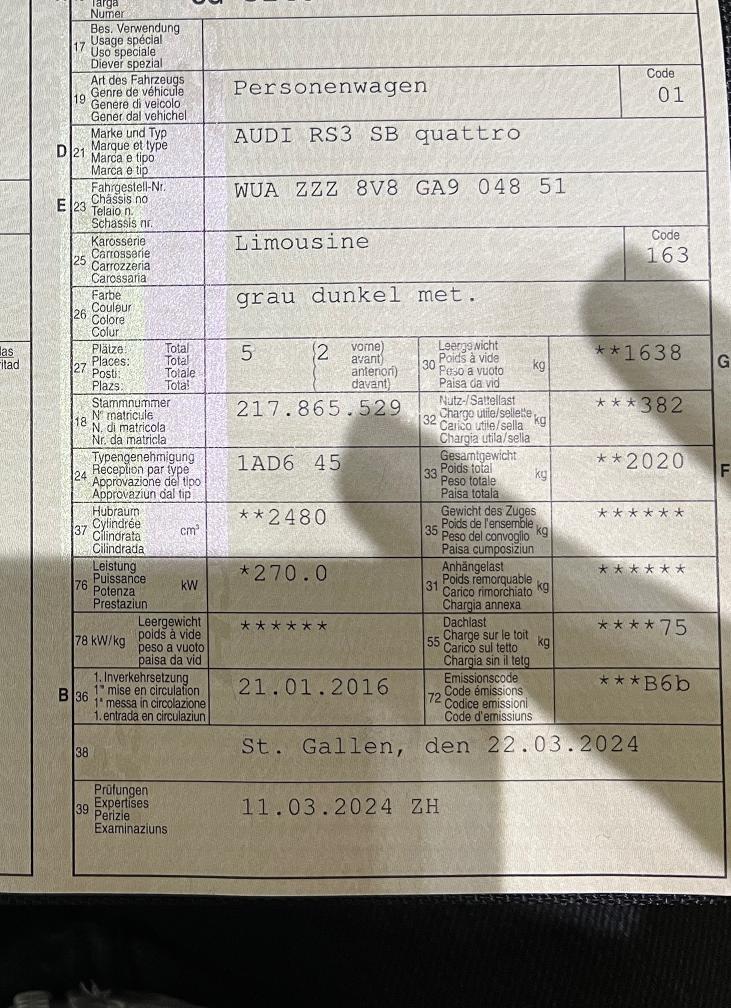 Targa
Numer
17 Bes. Verwendung
Usage spécial
Uso speciale
Diever spezial
19 Art des Fahrzeugs
Genre de véhicule
Genere di veicolo
Gener dal vehichel
Personenwagen
Code
01
D 21 Marke und Typ
Marque et type
Marca e tipo
Marca e tip
AUDI RS3 SB quattro
E 23 Fahrgestell-Nr.
Châssis no
Telaio n.
Schassis nr.
WUA ZZZ 8V8 GA9 048 51
25 Karosserie
Carrosserie
Carrozzeria
Carossaria
Limousine
Code
163
26 Farbe
Couleur
Colore
Colur
grau dunkel met.
27 Plätze: Total
Places: Total
Posti: Totale
Plazs: Total
5 (2 vorne)
avant)
anteriori)
davant)
30 Leergewicht
Poids à vide
Peso a vuoto
Paisa da vid
kg
**1638
G
18 Stammnummer
N° matricule
N. di matricola
Nr. da matricla
217.865.529
32 Nutz-/Sattellast
Charge utile/sellette
Carico utile/sella
Chargia utila/sella
kg
***382
24 Typengenehmigung
Reception par type
Approvazione del tipo
Approvaziun dal tip
1AD6 45
33 Gesamtgewicht
Poids total
Peso totale
Paisa totala
kg
**2020
F
37 Hubraum
Cylindrée
Cilindrata
Cilindrada
cm³
**2480
35 Gewicht des Zuges
Poids de l'ensemble
Peso del convoglio
Paisa cumposiziun
kg
******
76 Leistung
Puissance
Potenza
Prestaziun
kW
*270.0
31 Anhängelast
Poids remorquable
Carico rimorchiato
Chargia annexa
kg
******
78 kW/kg Leergewicht
poids à vide
peso a vuoto
paisa da vid
******
55 Dachlast
Charge sur le toit
Carico sul tetto
Chargia sin il tetg
kg
****75
B 36 1. Inverkehrsetzung
1re mise en circulation
1a messa in circolazione
1. entrada en circulaziun
21.01.2016
72 Emissionscode
Code émissions
Codice emissioni
Code d'emissiuns
***B6b
38 St. Gallen, den 22.03.2024
39 Prüfungen
Expertises
Perizie
Examinaziuns
11.03.2024 ZH